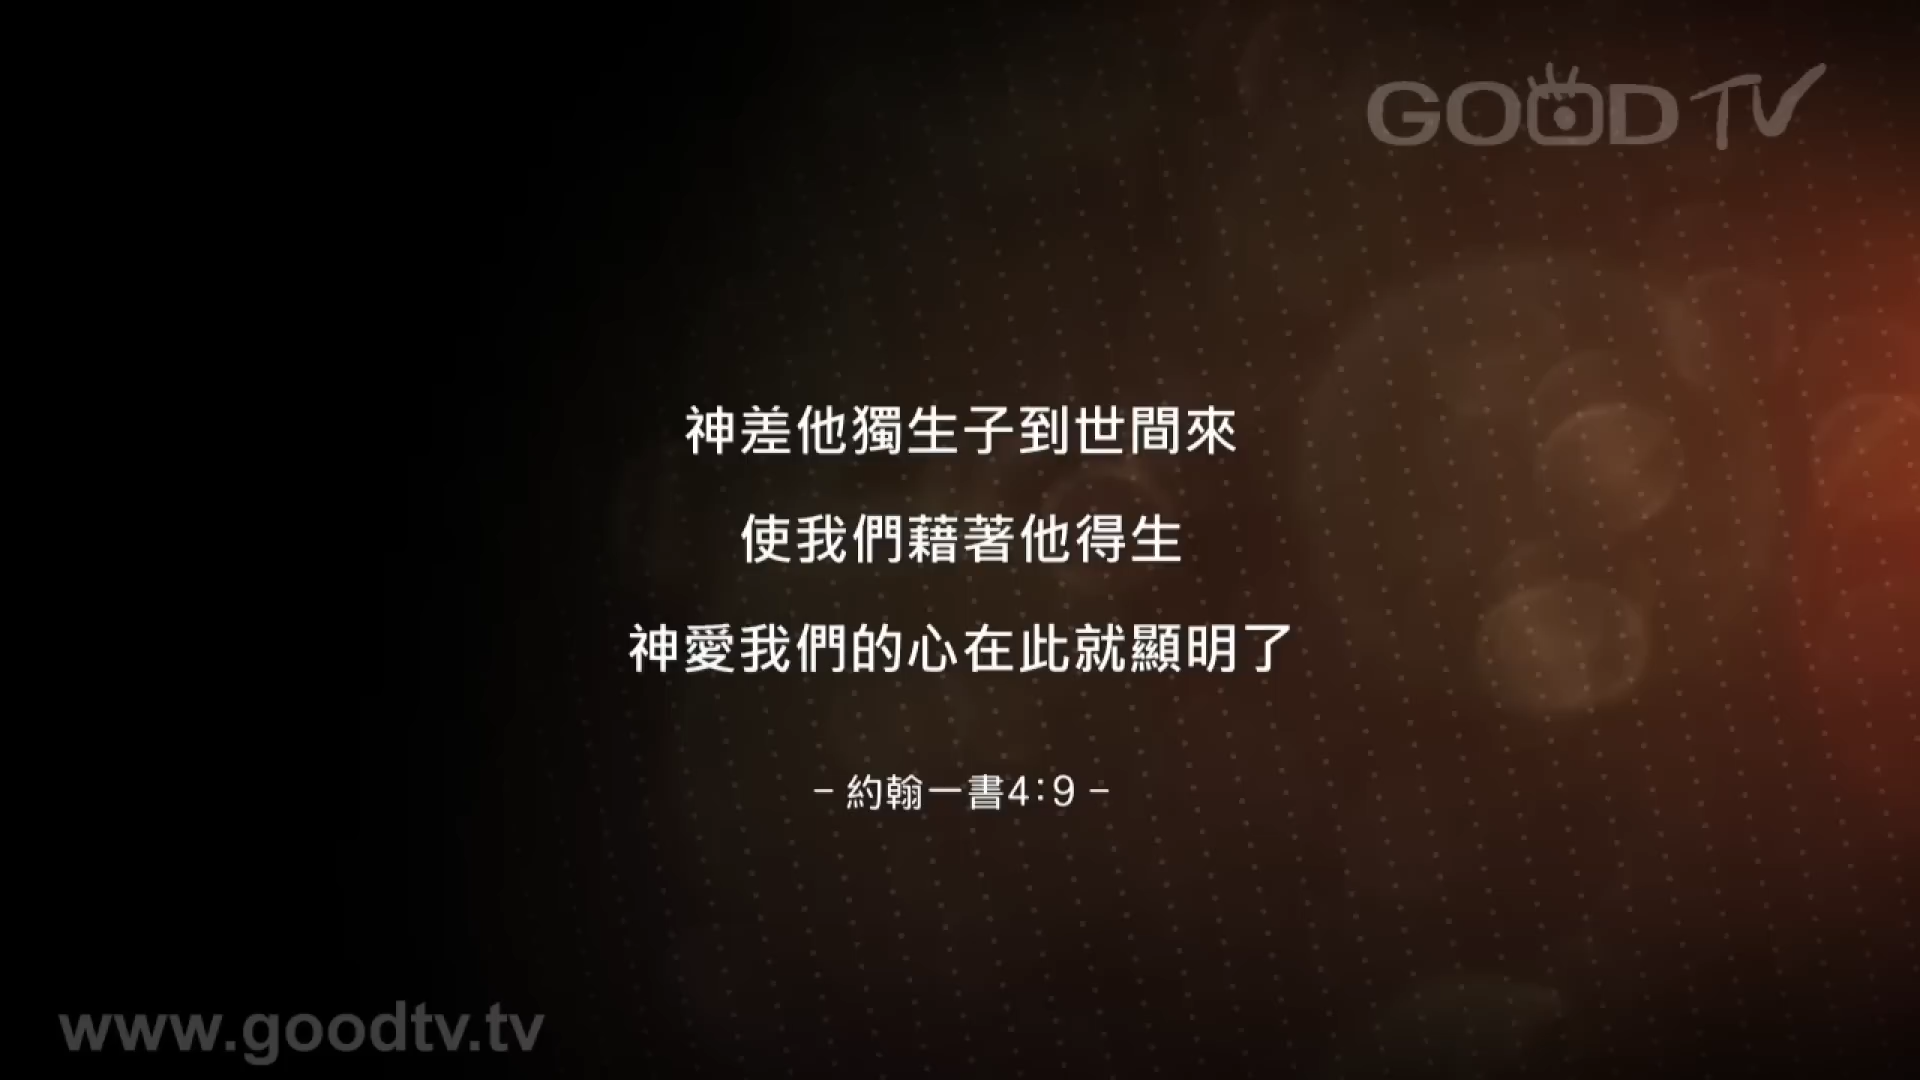 GOOD TV
神差他獨生子到世間來
使我們藉著他得生
神愛我們的心在此就顯明了
– 約翰一書4:9 –
www.goodtv.tv